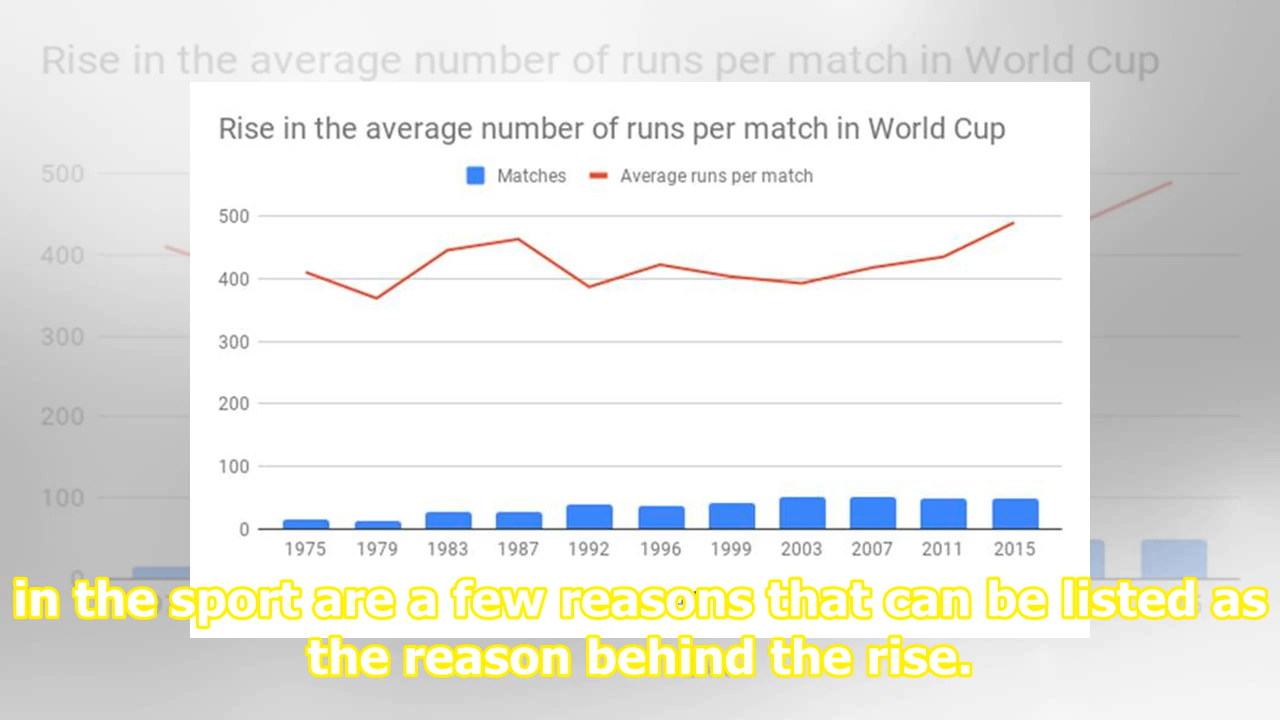 Rise in the average number of runs per match in World Cup
Rise in the average number of runs per match in World Cup
Matches Average runs per match
500
400
300
200
100
0
1975 1979 1983 1987 1992 1996 1999 2003 2007 2011 2015
500
400
300
200
100
0
in the sport are a few reasons that can be listed as
the reason behind the rise.